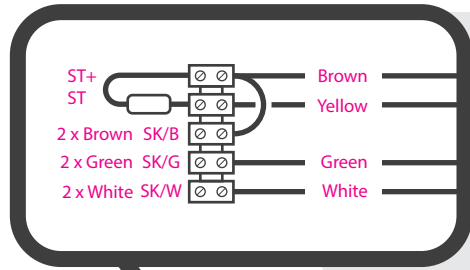 ST+ Brown
ST Yellow
2 x Brown SK/B
2 x Green SK/G Green
2 x White SK/W White